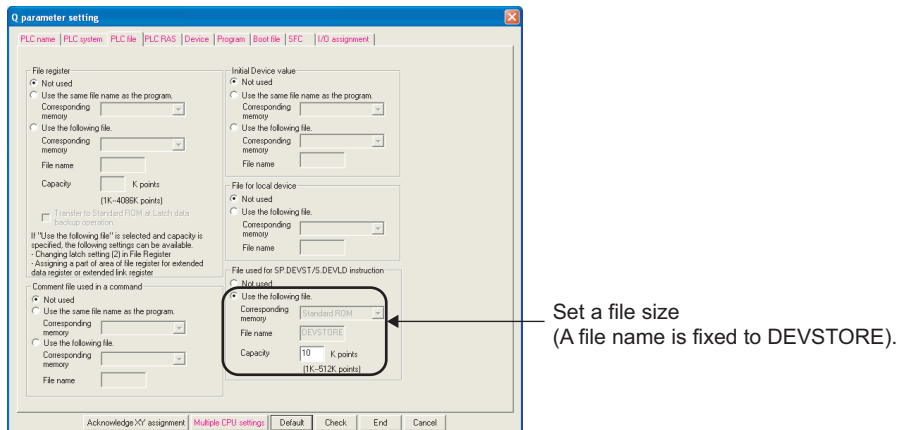 Q parameter setting
PLC name PLC system PLC file PLC RAS Device Program Boot file SFC I/O assignment
File register
Not used
Use the same file name as the program.
Corresponding
memory
Use the following file.
Corresponding
memory
File name
Capacity K points
(1K--4086K points)
Transfer to Standard ROM at Latch data
backup operation
If "Use the following file" is selected and capacity is
specified, the following settings can be available.
- Changing latch setting (2) in File Register
- Assigning a part of area of file register for extended
data register or extended link register
Comment file used in a command
Not used
Use the same file name as the program.
Corresponding
memory
Use the following file.
Corresponding
memory
File name
Initial Device value
Not used
Use the same file name as the program.
Corresponding
memory
Use the following file.
Corresponding
memory
File name
File for local device
Not used
Use the following file.
Corresponding
memory
File name
File used for SP.DEVST/S.DEVLD instruction
Not used
Use the following file.
Corresponding
memory
Standard ROM
File name DEVSTORE
Capacity 10 K points
(1K--512K points)
Set a file size
(A file name is fixed to DEVSTORE).
Acknowledge XY assignment Multiple CPU settings Default Check End Cancel